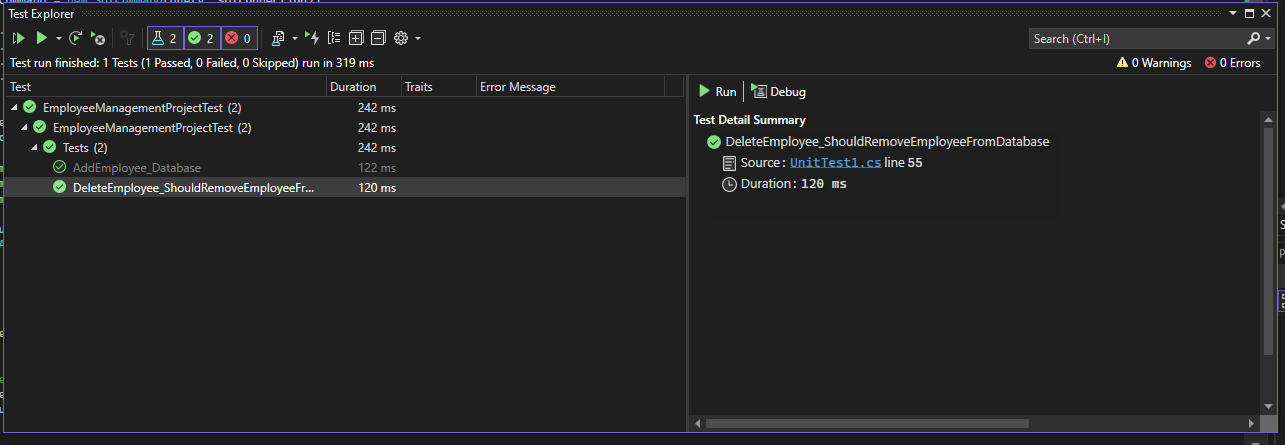 Test Explorer
2 2 0
Search (Ctrl+I)
Test run finished: 1 Tests (1 Passed, 0 Failed, 0 Skipped) run in 319 ms
0 Warnings 0 Errors
Test Duration Traits Error Message
EmployeeManagementProjectTest (2) 242 ms
EmployeeManagementProjectTest (2) 242 ms
Tests (2) 242 ms
AddEmployee_Database 122 ms
DeleteEmployee_ShouldRemoveEmployeeFr... 120 ms
Run Debug
Test Detail Summary
DeleteEmployee_ShouldRemoveEmployeeFromDatabase
Source: UnitTest1.cs line 55
Duration: 120 ms